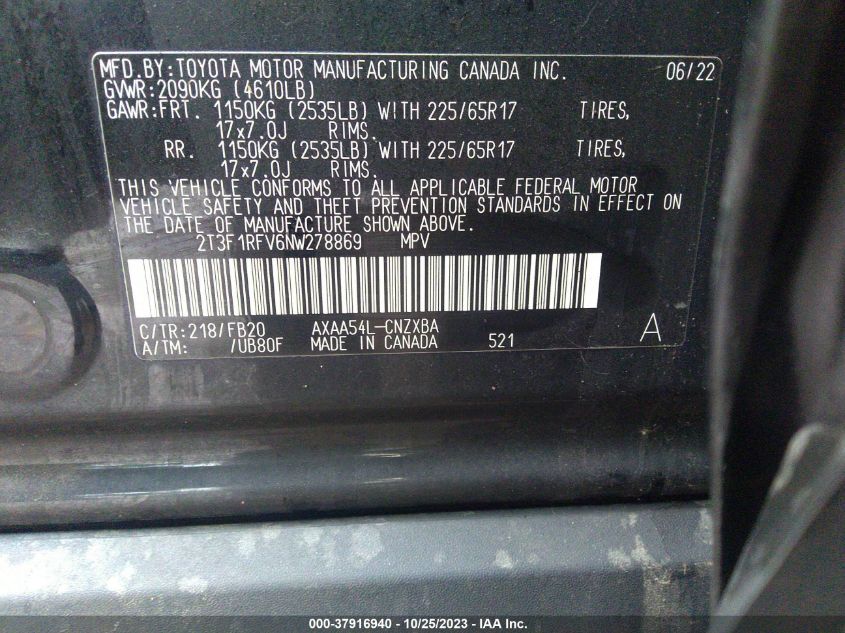 MFD.BY:TOYOTA MOTOR MANUFACTURING CANADA INC. 06/22
GVWR:2090KG (4610LB)
GAWR:FRT. 1150KG (2535LB) WITH 225/65R17 TIRES,
17x7.0J RIMS.
RR. 1150KG (2535LB) WITH 225/65R17 TIRES,
17x7.0J RIMS.
THIS VEHICLE CONFORMS TO ALL APPLICABLE FEDERAL MOTOR
VEHICLE SAFETY AND THEFT PREVENTION STANDARDS IN EFFECT ON
THE DATE OF MANUFACTURE SHOWN ABOVE.
2T3F1RFV6NW278869 MPV
C/TR:218/FB20 AXAA54L-CNZXBA A
A/TM: /UB80F MADE IN CANADA 521
000-37916940 - 10/25/2023 - IAA Inc.